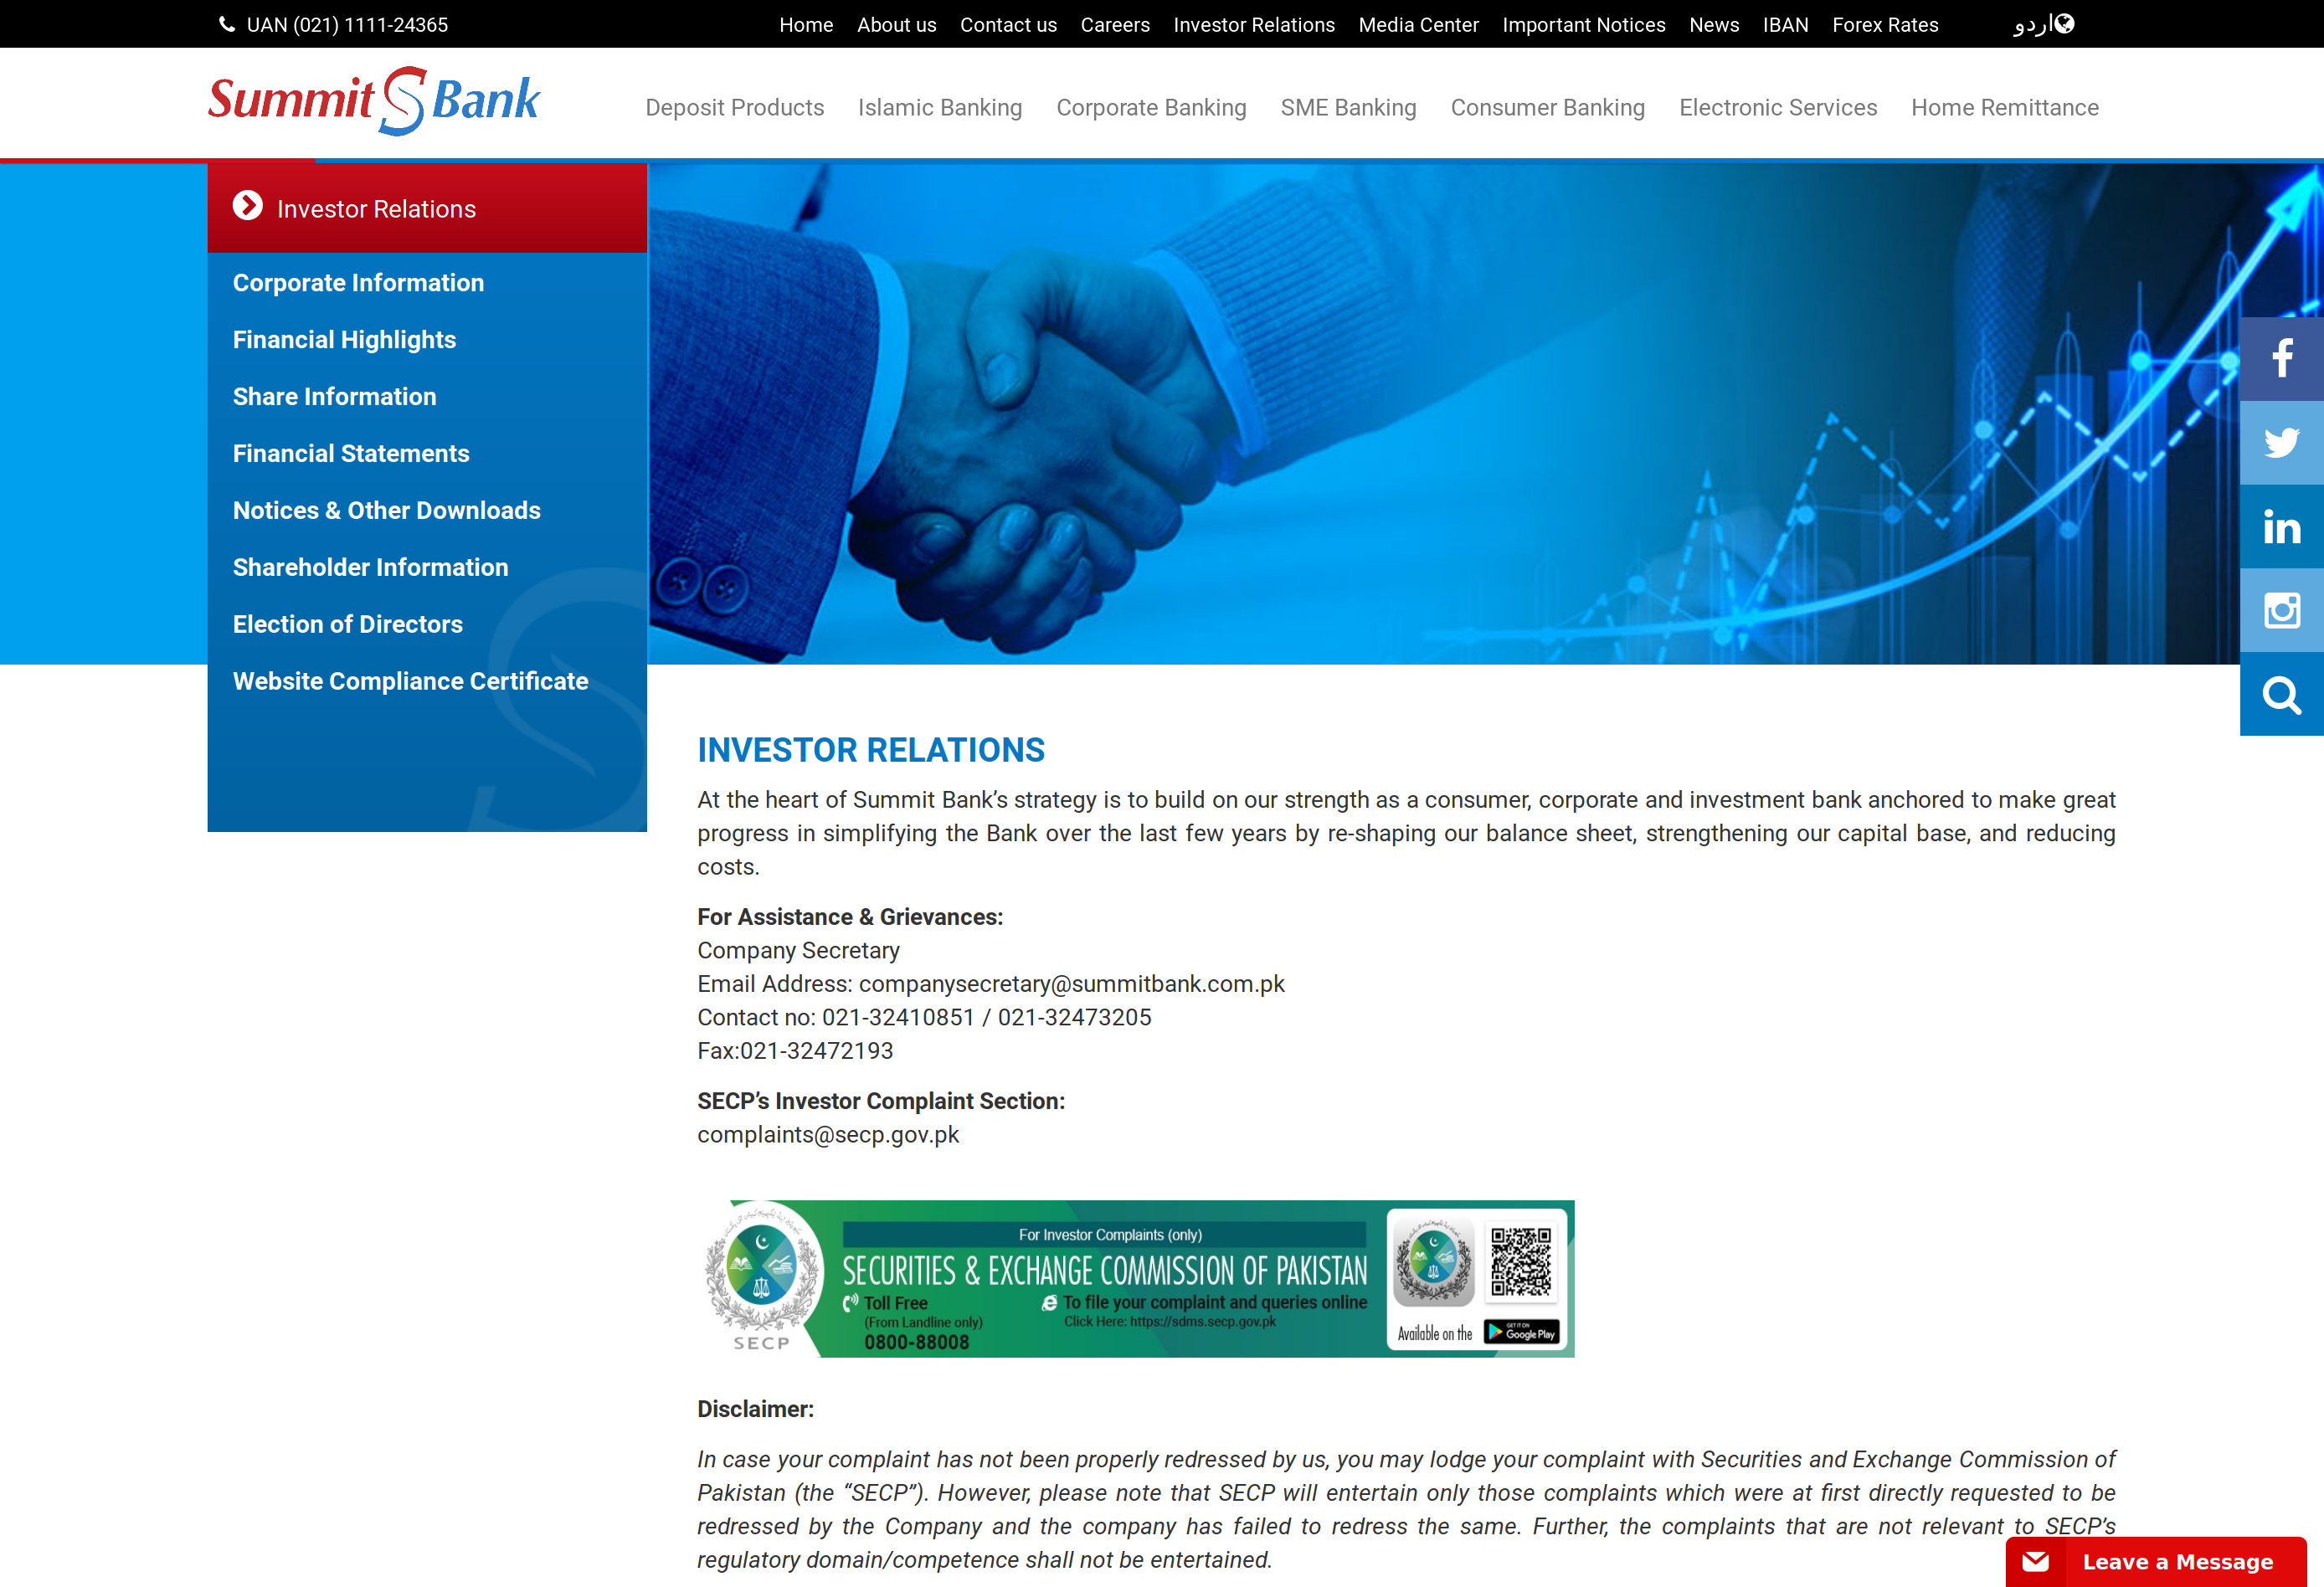 UAN (021) 1111-24365
Home About us Contact us Careers Investor Relations Media Center Important Notices News IBAN Forex Rates
اردو
Summit S Bank
Deposit Products Islamic Banking Corporate Banking SME Banking Consumer Banking Electronic Services Home Remittance
Investor Relations
Corporate Information
Financial Highlights
Share Information
Financial Statements
Notices & Other Downloads
Shareholder Information
Election of Directors
Website Compliance Certificate
INVESTOR RELATIONS
At the heart of Summit Bank’s strategy is to build on our strength as a consumer, corporate and investment bank anchored to make great
progress in simplifying the Bank over the last few years by re-shaping our balance sheet, strengthening our capital base, and reducing
costs.
For Assistance & Grievances:
Company Secretary
Email Address: companysecretary@summitbank.com.pk
Contact no: 021-32410851 / 021-32473205
Fax:021-32472193
SECP’s Investor Complaint Section:
complaints@secp.gov.pk
For Investor Complaints (only)
SECURITIES & EXCHANGE COMMISSION OF PAKISTAN
Toll Free
(From Landline only)
0800-88008
To file your complaint and queries online
Click Here: https://sdms.secp.gov.pk
SECP
Available on the
GET IT ON
Google Play
Disclaimer:
In case your complaint has not been properly redressed by us, you may lodge your complaint with Securities and Exchange Commission of
Pakistan (the “SECP”). However, please note that SECP will entertain only those complaints which were at first directly requested to be
redressed by the Company and the company has failed to redress the same. Further, the complaints that are not relevant to SECP’s
regulatory domain/competence shall not be entertained.
Leave a Message